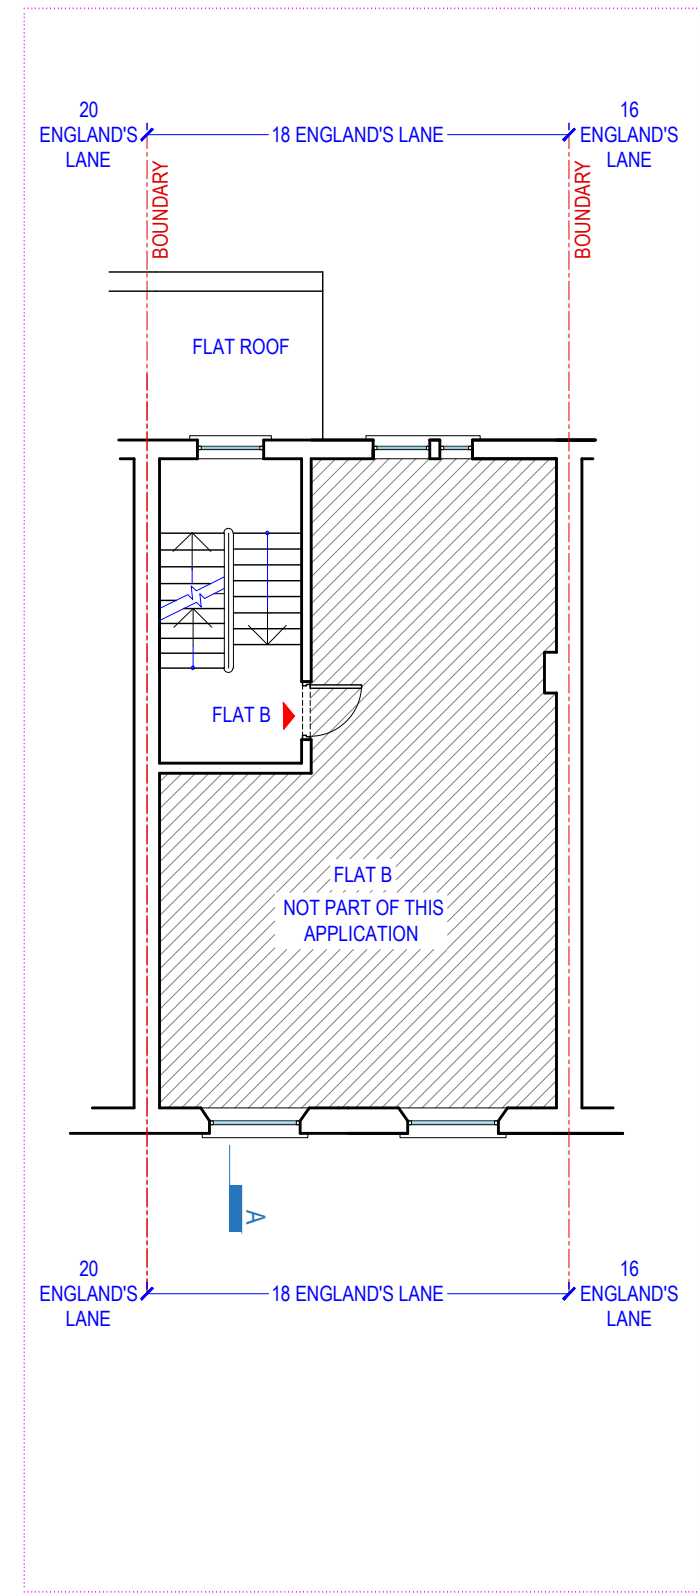 20
ENGLAND'S
LANE
18 ENGLAND'S LANE
16
ENGLAND'S
LANE
BOUNDARY
BOUNDARY
FLAT ROOF
FLAT B
FLAT B
NOT PART OF THIS
APPLICATION
A
20
ENGLAND'S
LANE
18 ENGLAND'S LANE
16
ENGLAND'S
LANE